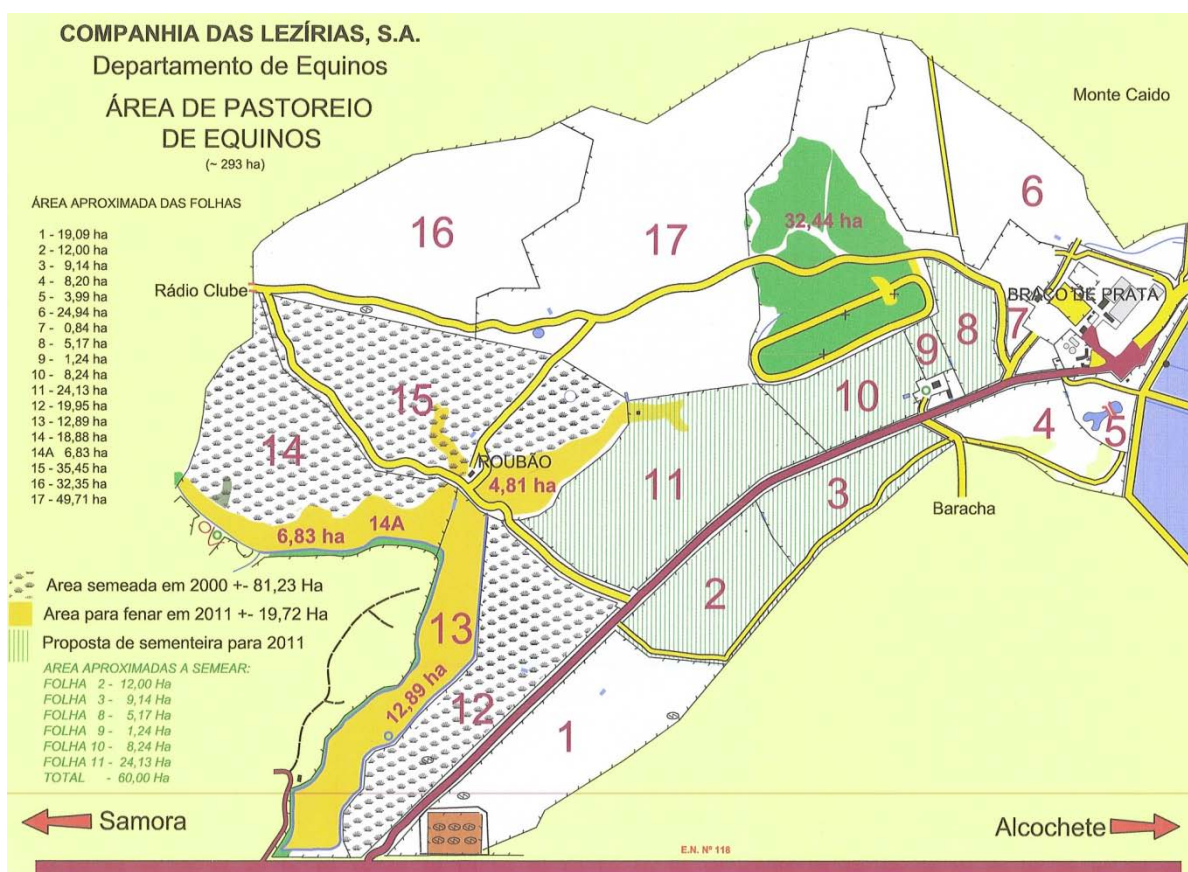 COMPANHIA DAS LEZÍRIAS, S.A.
Departamento de Equinos
ÁREA DE PASTOREIO
DE EQUINOS
(~ 293 ha)
ÁREA APROXIMADA DAS FOLHAS
1 - 19,09 ha
2 - 12,00 ha
3 - 9,14 ha
4 - 8,20 ha
5 - 3,99 ha
6 - 24,94 ha
7 - 0,84 ha
8 - 5,17 ha
9 - 1,24 ha
10 - 8,24 ha
11 - 24,13 ha
12 - 19,95 ha
13 - 12,89 ha
14 - 18,88 ha
14A 6,83 ha
15 - 35,45 ha
16 - 32,35 ha
17 - 49,71 ha
Monte Caido
6
16
17
32,44 ha
Rádio Clube
BRAÇO DE PRATA
7
8
9
10
15
4
5
14
ROUBÃO
4,81 ha
11
3
Baracha
14A
6,83 ha
2
13
12,89 ha
12
1
Area semeada em 2000 +- 81,23 Ha
Area para fenar em 2011 +- 19,72 Ha
Proposta de sementeira para 2011
AREA APROXIMADAS A SEMEAR:
FOLHA 2 - 12,00 Ha
FOLHA 3 - 9,14 Ha
FOLHA 8 - 5,17 Ha
FOLHA 9 - 1,24 Ha
FOLHA 10 - 8,24 Ha
FOLHA 11 - 24,13 Ha
TOTAL - 60,00 Ha
Samora
Alcochete
E.N. Nº 118